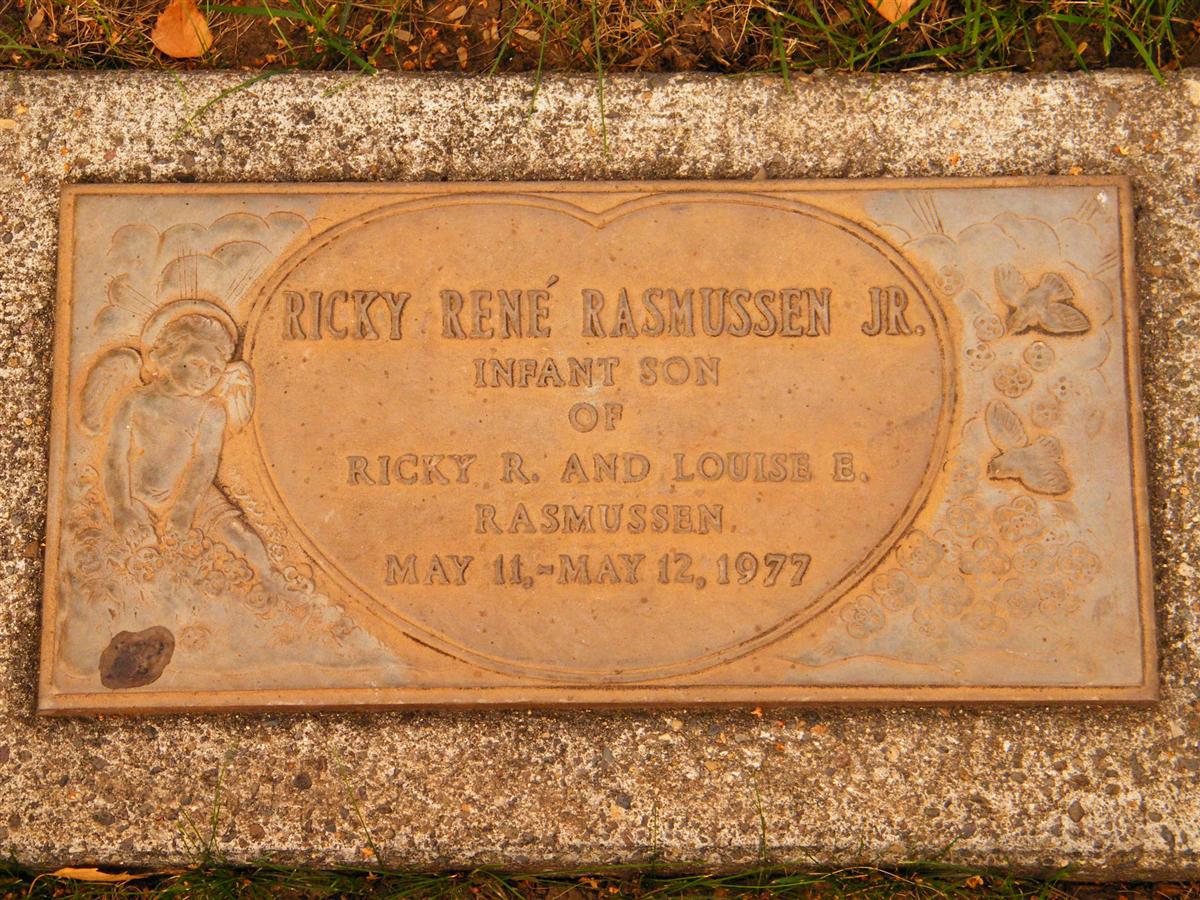 RICKY RENÉ RASMUSSEN JR.
INFANT SON
OF
RICKY R. AND LOUISE E.
RASMUSSEN
MAY 11,-MAY 12, 1977